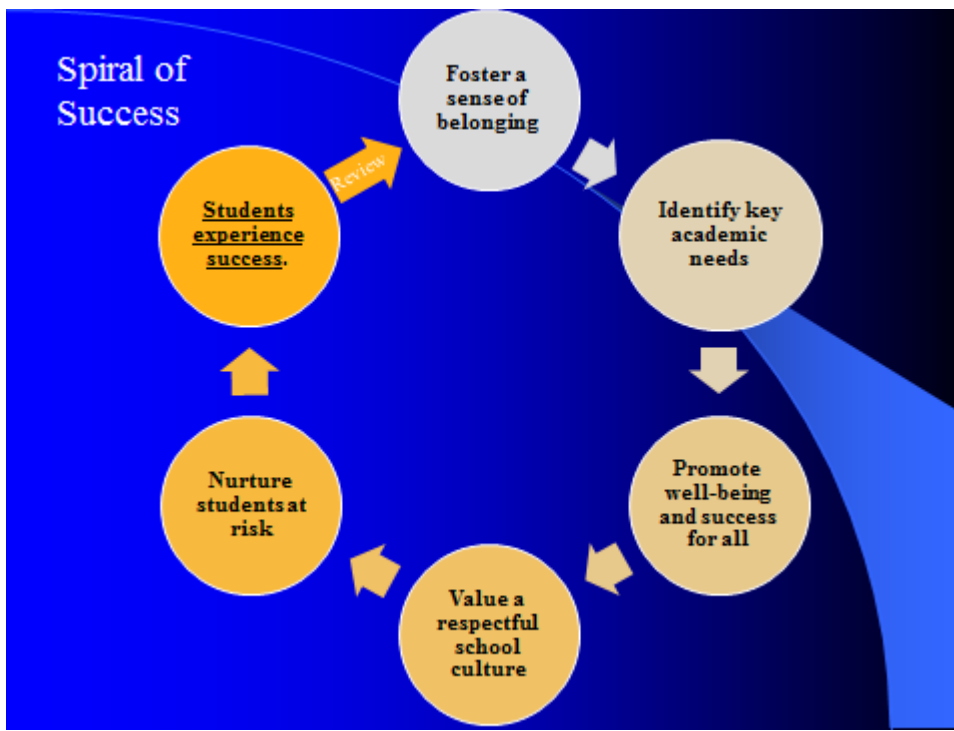 Spiral of
Success
Foster a
sense of
belonging
Identify key
academic
needs
Promote
well-being
and success
for all
Value a
respectful
school
culture
Nurture
students at
risk
Students
experience
success.
Review